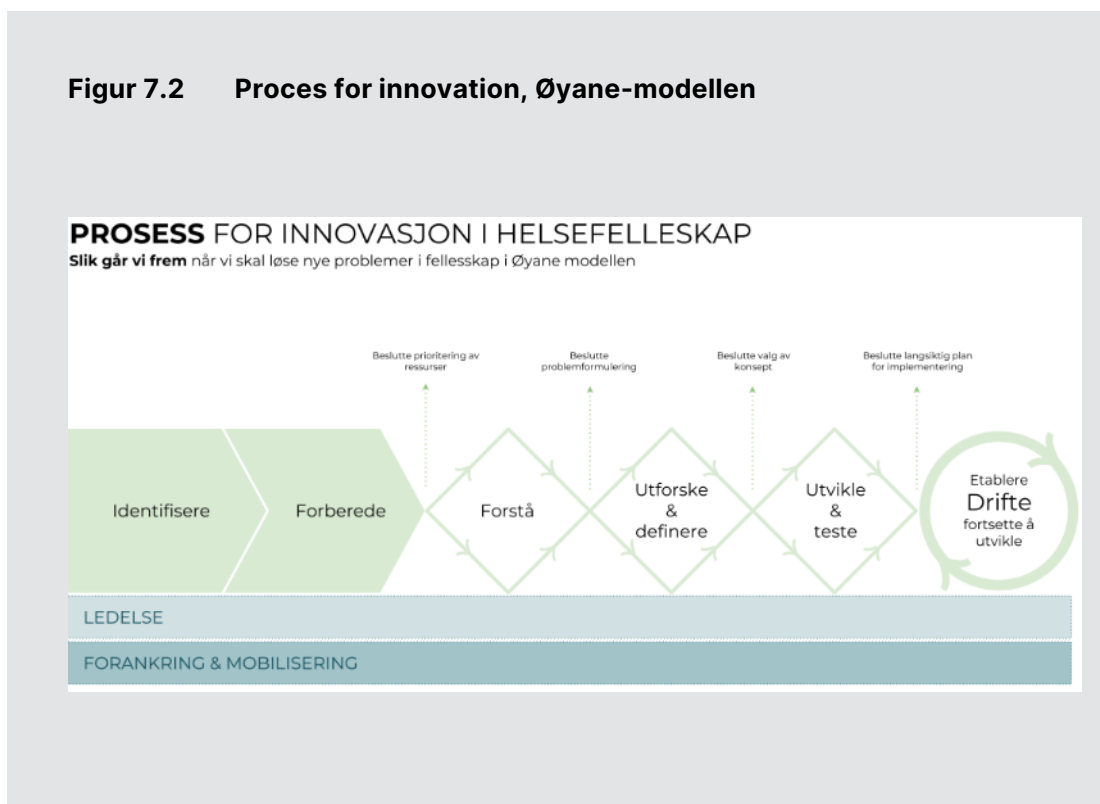 Figur 7.2 Proces for innovation, Øyane-modellen
PROSESS FOR INNOVASJON I HELSEFELLESKAP
Slik går vi frem når vi skal løse nye problemer i fellesskap i Øyane modellen
Beslutte prioritering av
ressurser
Beslutte
problemformulering
Beslutte valg av
konsept
Beslutte langsiktig plan
for implementering
Identifisere
Forberede
Forstå
Utforske
&
definere
Utvikle
&
teste
Etablere
Drifte
fortsette å
utvikle
LEDELSE
FORANKRING & MOBILISERING